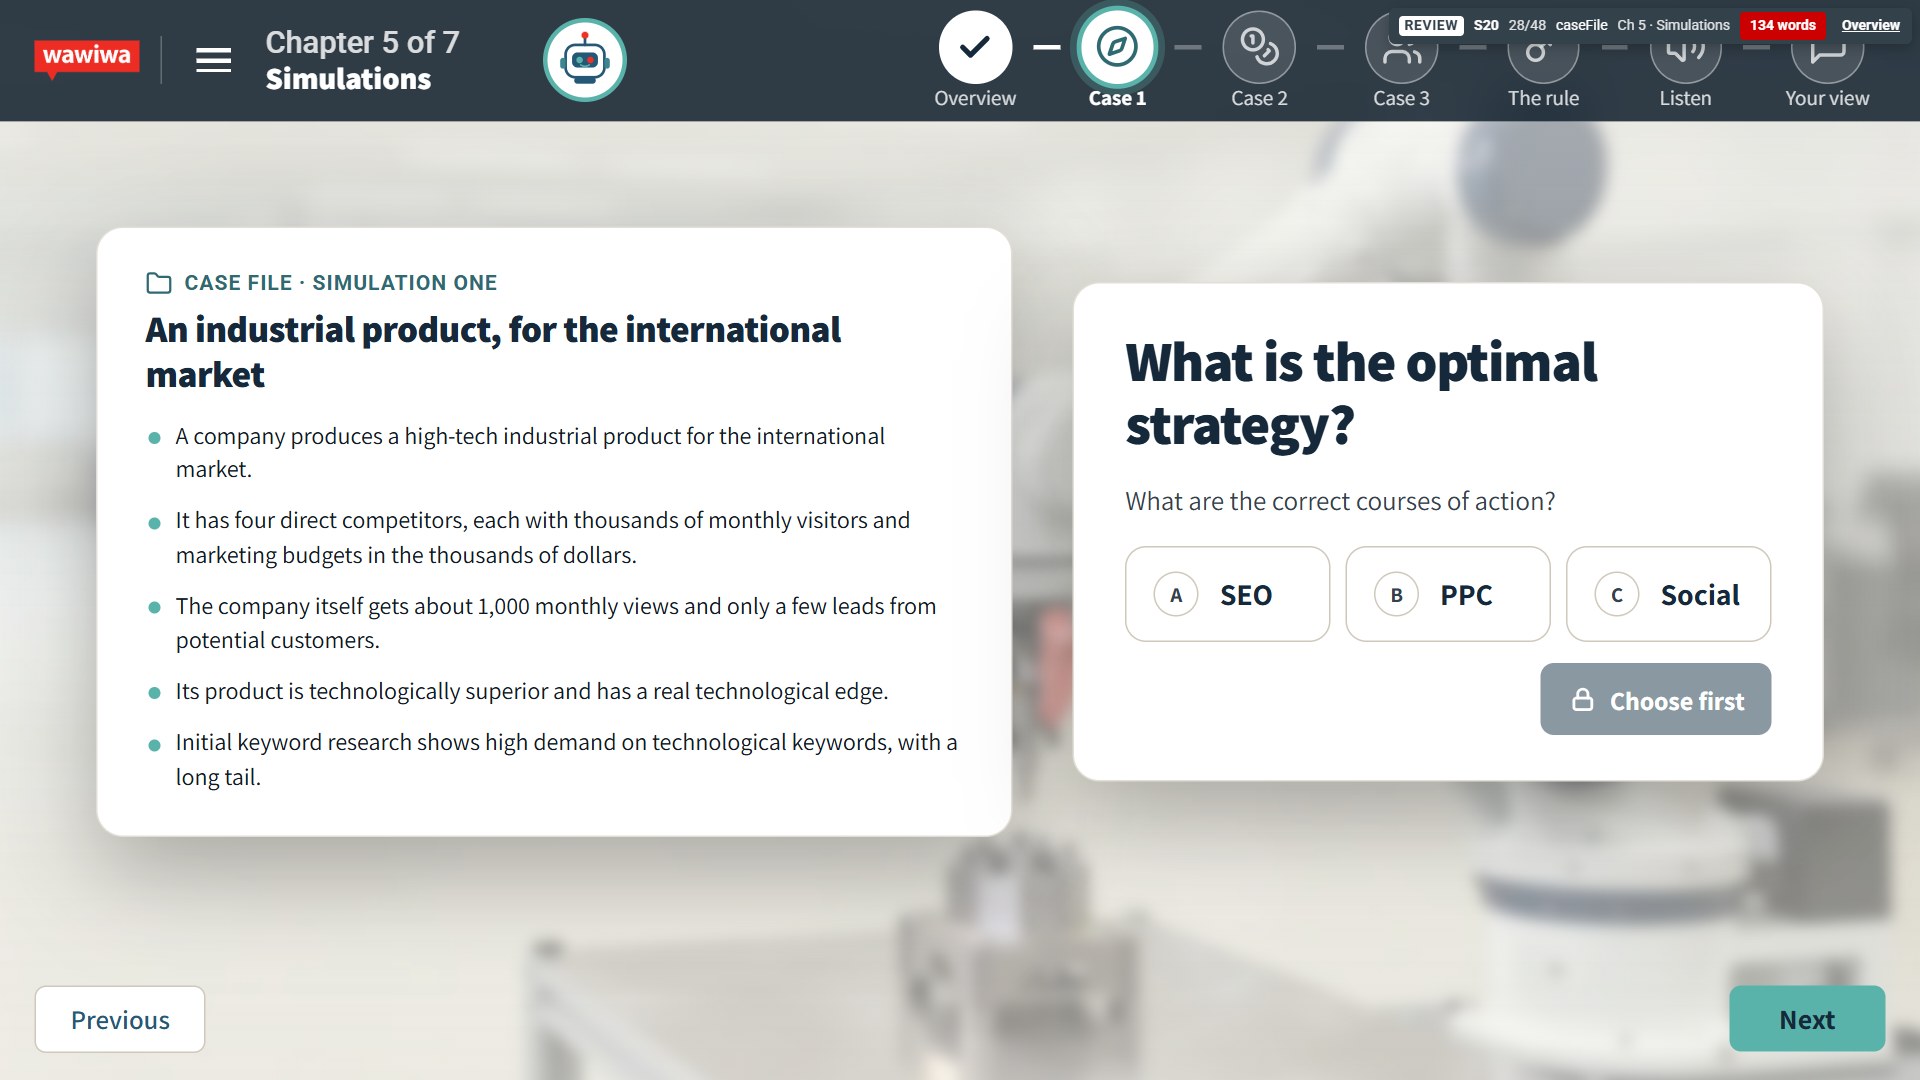 wawiwa
Chapter 5 of 7
Simulations
Overview
Case 1
Case 2
Case 3
The rule
Listen
Your view
REVIEW S20 28/48 caseFile Ch 5 · Simulations 134 words Overview
CASE FILE · SIMULATION ONE
An industrial product, for the international
market
A company produces a high-tech industrial product for the international
market.
It has four direct competitors, each with thousands of monthly visitors and
marketing budgets in the thousands of dollars.
The company itself gets about 1,000 monthly views and only a few leads from
potential customers.
Its product is technologically superior and has a real technological edge.
Initial keyword research shows high demand on technological keywords, with a
long tail.
What is the optimal
strategy?
What are the correct courses of action?
A SEO
B PPC
C Social
Choose first
Previous
Next